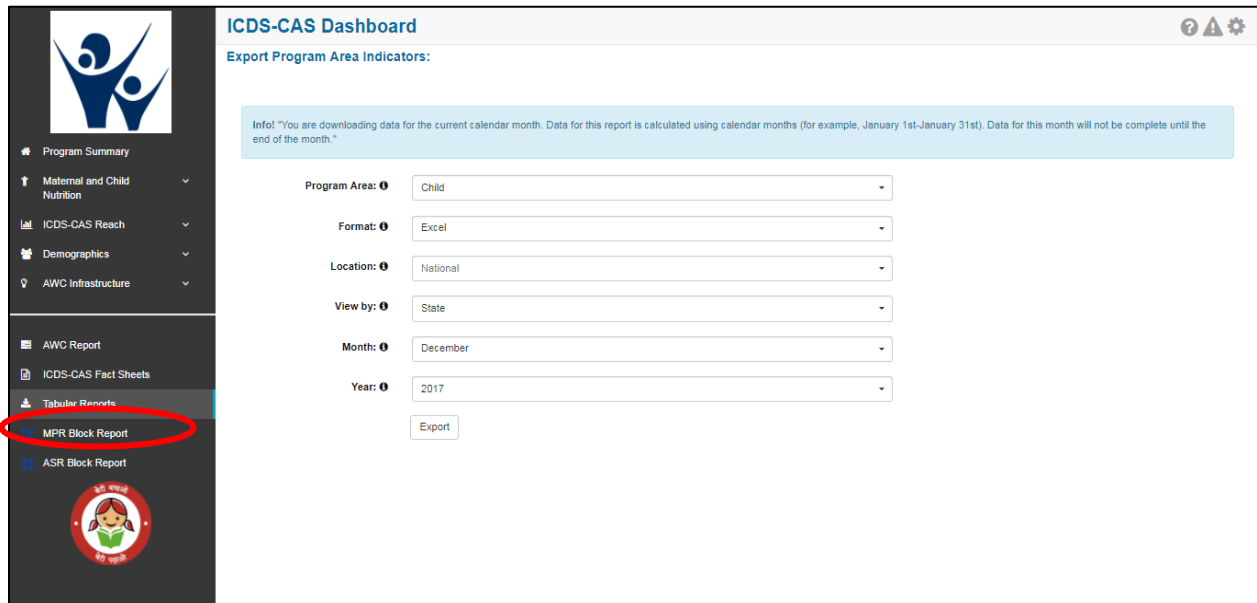 ICDS-CAS Dashboard
Export Program Area Indicators:
Info! "You are downloading data for the current calendar month. Data for this report is calculated using calendar months (for example, January 1st-January 31st). Data for this month will not be complete until the
end of the month."
Program Summary
Maternal and Child
Nutrition
ICDS-CAS Reach
Demographics
AWC Infrastructure
AWC Report
ICDS-CAS Fact Sheets
Tabular Reports
MPR Block Report
ASR Block Report
बेटी बचाओ
बेटी पढ़ाओ
Program Area:
Child
Format:
Excel
Location:
National
View by:
State
Month:
December
Year:
2017
Export